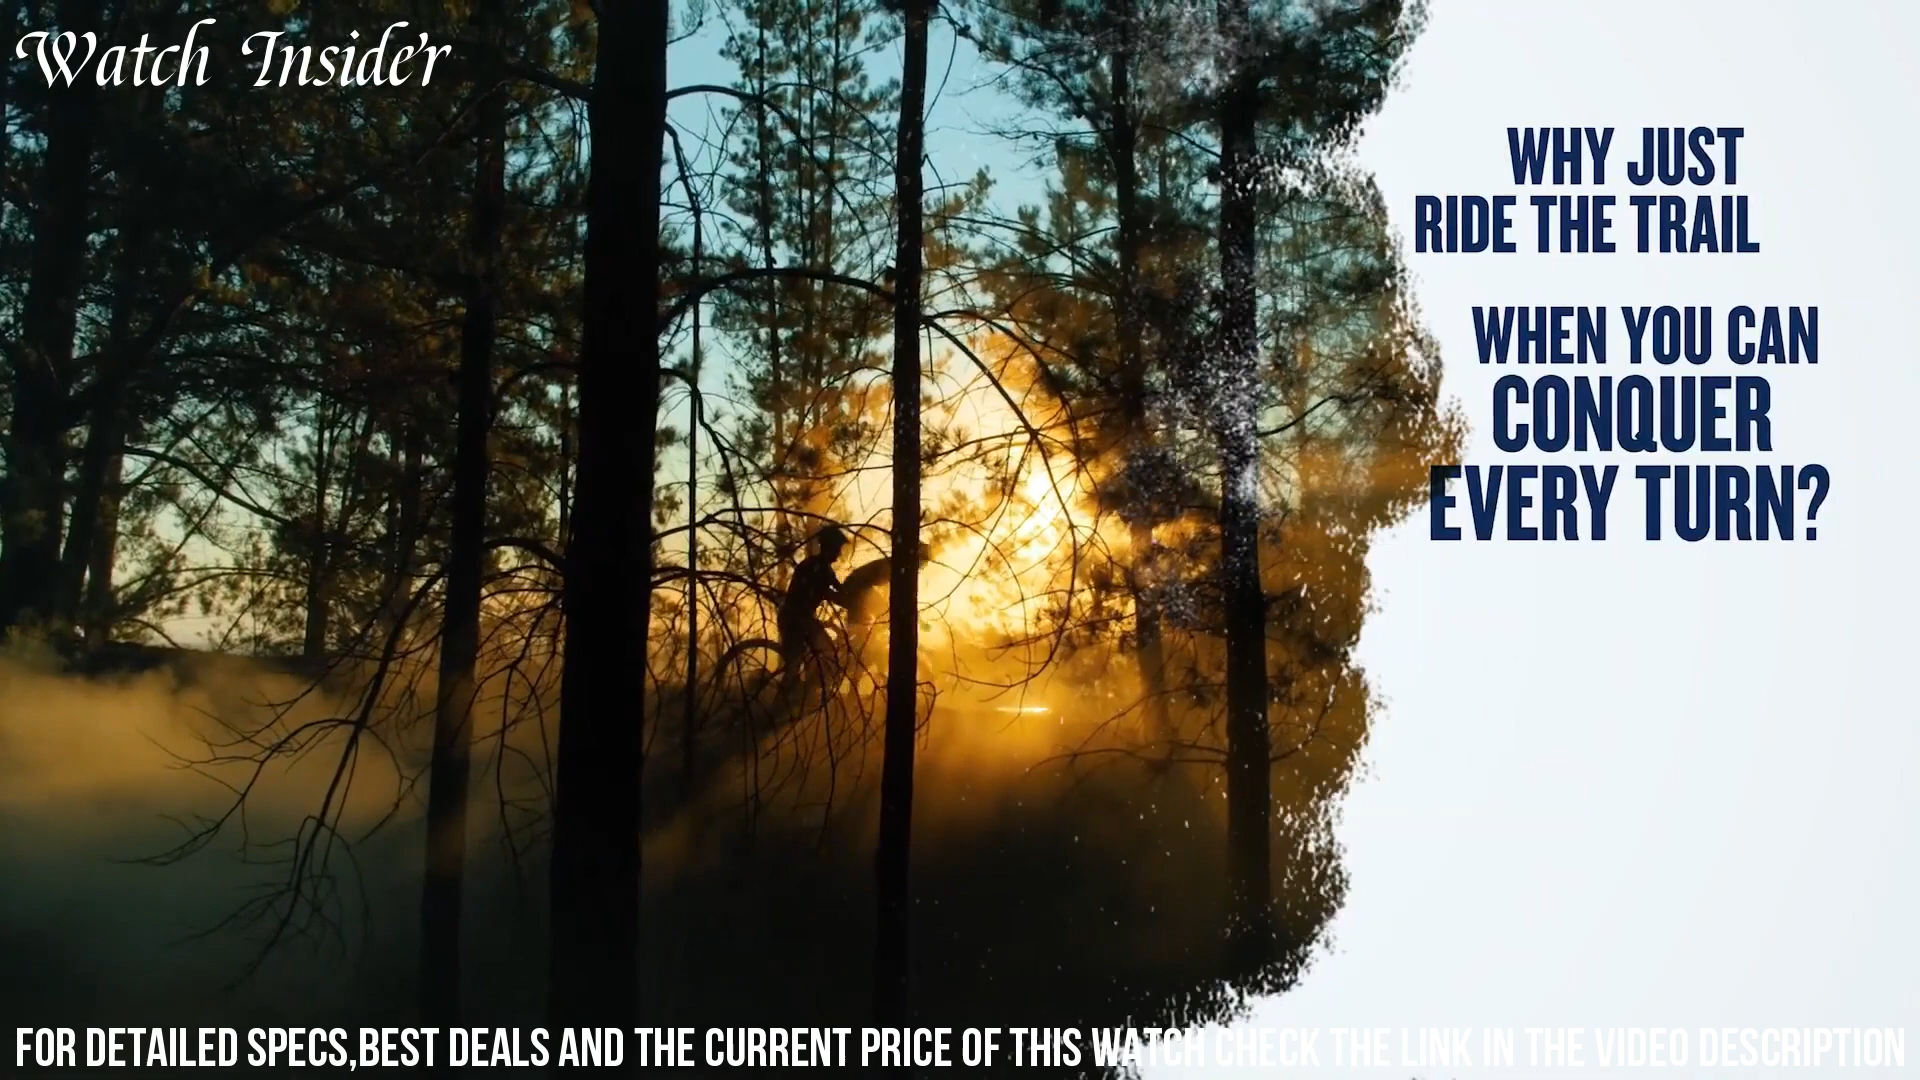 Watch Insider
WHY JUST
RIDE THE TRAIL
WHEN YOU CAN
CONQUER
EVERY TURN?
FOR DETAILED SPECS,BEST DEALS AND THE CURRENT PRICE OF THIS WATCH CHECK THE LINK IN THE VIDEO DESCRIPTION